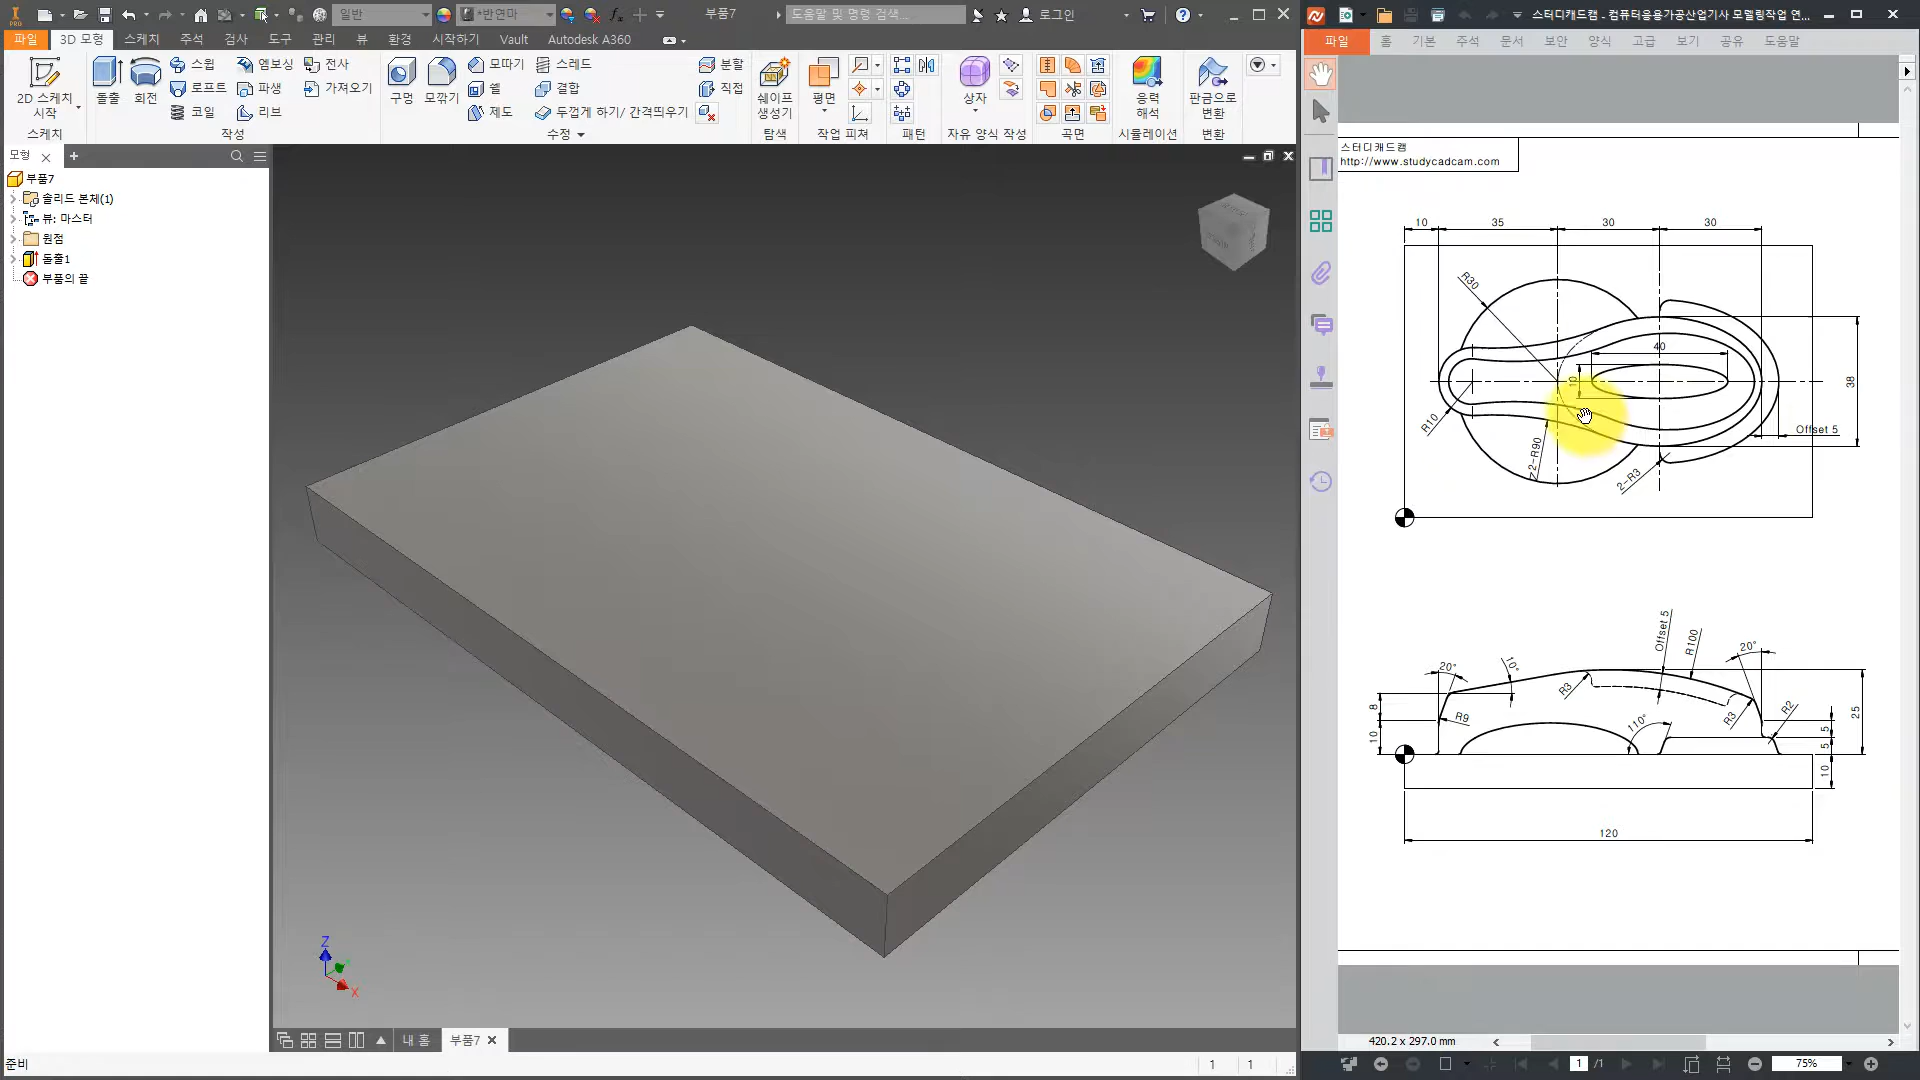 일반
*반연마
부품7
도움말 및 명령 검색...
로그인
파일
3D 모형
스케치
주석
검사
도구
관리
뷰
환경
시작하기
Vault
Autodesk A360
2D 스케치
시작
스케치
돌출
회전
스윕
로프트
코일
엠보싱
파생
리브
전사
가져오기
작성
구멍
모깎기
모따기
쉘
제도
스레드
결합
두껍게 하기/ 간격띄우기
분할
직접
수정
쉐이프
생성기
탐색
평면
작업 피쳐
패턴
상자
자유 양식 작성
곡면
응력
해석
시뮬레이션
판금으로
변환
변환
모형
부품7
솔리드 본체(1)
뷰: 마스터
원점
돌출1
부품의 끝
Z
X
내 홈
부품7
준비
1
1
스터디캐드캠 - 컴퓨터응용가공산업기사 모델링작업 연...
파일
홈
기본
주석
문서
보안
양식
고급
보기
공유
도움말
스터디캐드캠
http://www.studycadcam.com
10
35
30
30
R30
40
10
38
R10
2-R90
Offset 5
2-R3
20°
10°
Offset 5
R100
20°
R3
R9
8
10
110°
R3
R2
5
5
10
25
120
420.2 x 297.0 mm
1
/1
75%